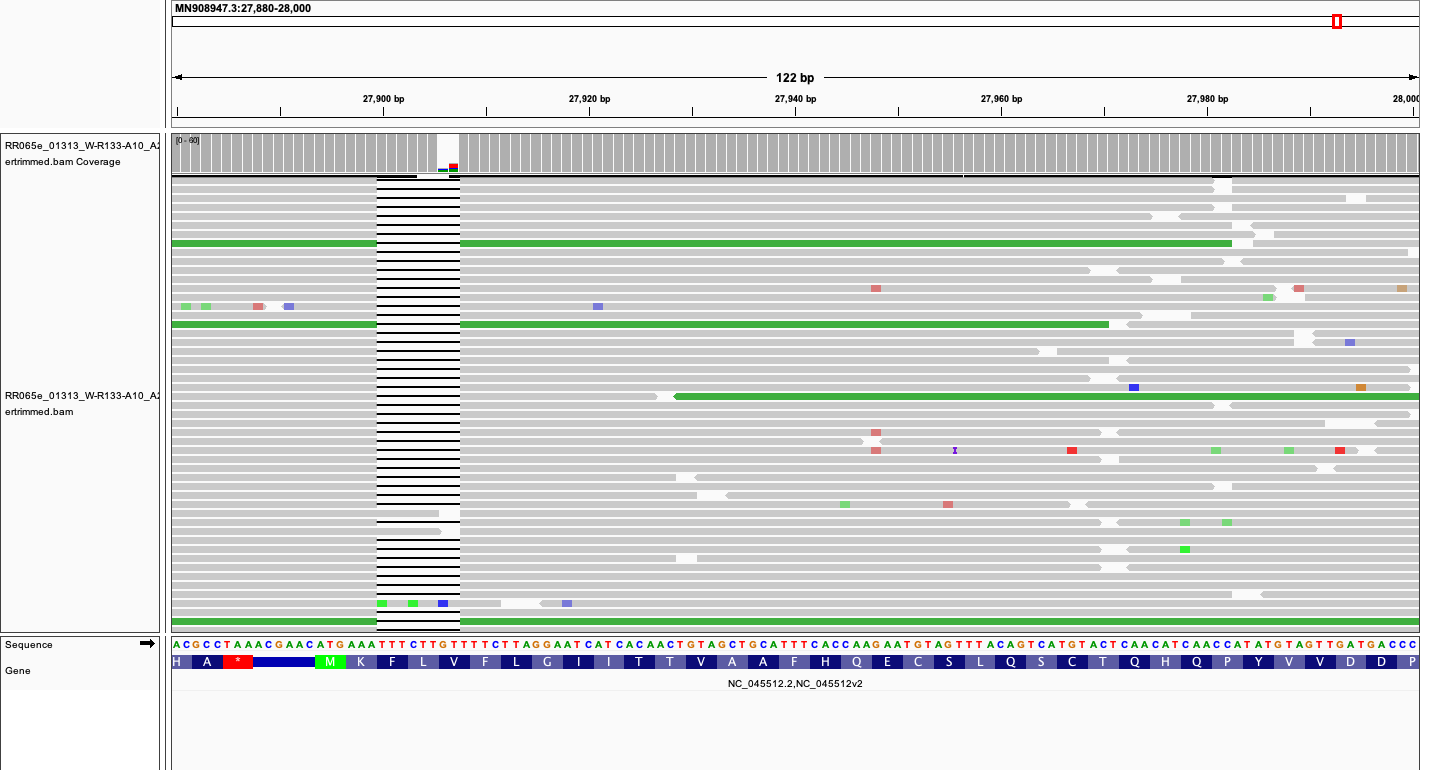 MN908947.3:27,880-28,000
122 bp
27,900 bp 27,920 bp 27,940 bp 27,960 bp 27,980 bp 28,000
RR065e_01313_W-R133-A10_A2
ertrimmed.bam Coverage
[0 - 60]
RR065e_01313_W-R133-A10_A2
ertrimmed.bam
Sequence
ACGCCTAAACGAACATGAAATTTCTTGTTTTCTTAGGAATCATCACAACTGTAGCTGCATTTCACCAAGAATGTAGTTTACAGTCATGTACTCAACATCAACCATATGTAGTTGATGACCC
Gene
H A * M K F L V F L G I I T T V A A F H Q E C S L Q S C T Q H Q P Y V V D D P
NC_045512.2,NC_045512v2